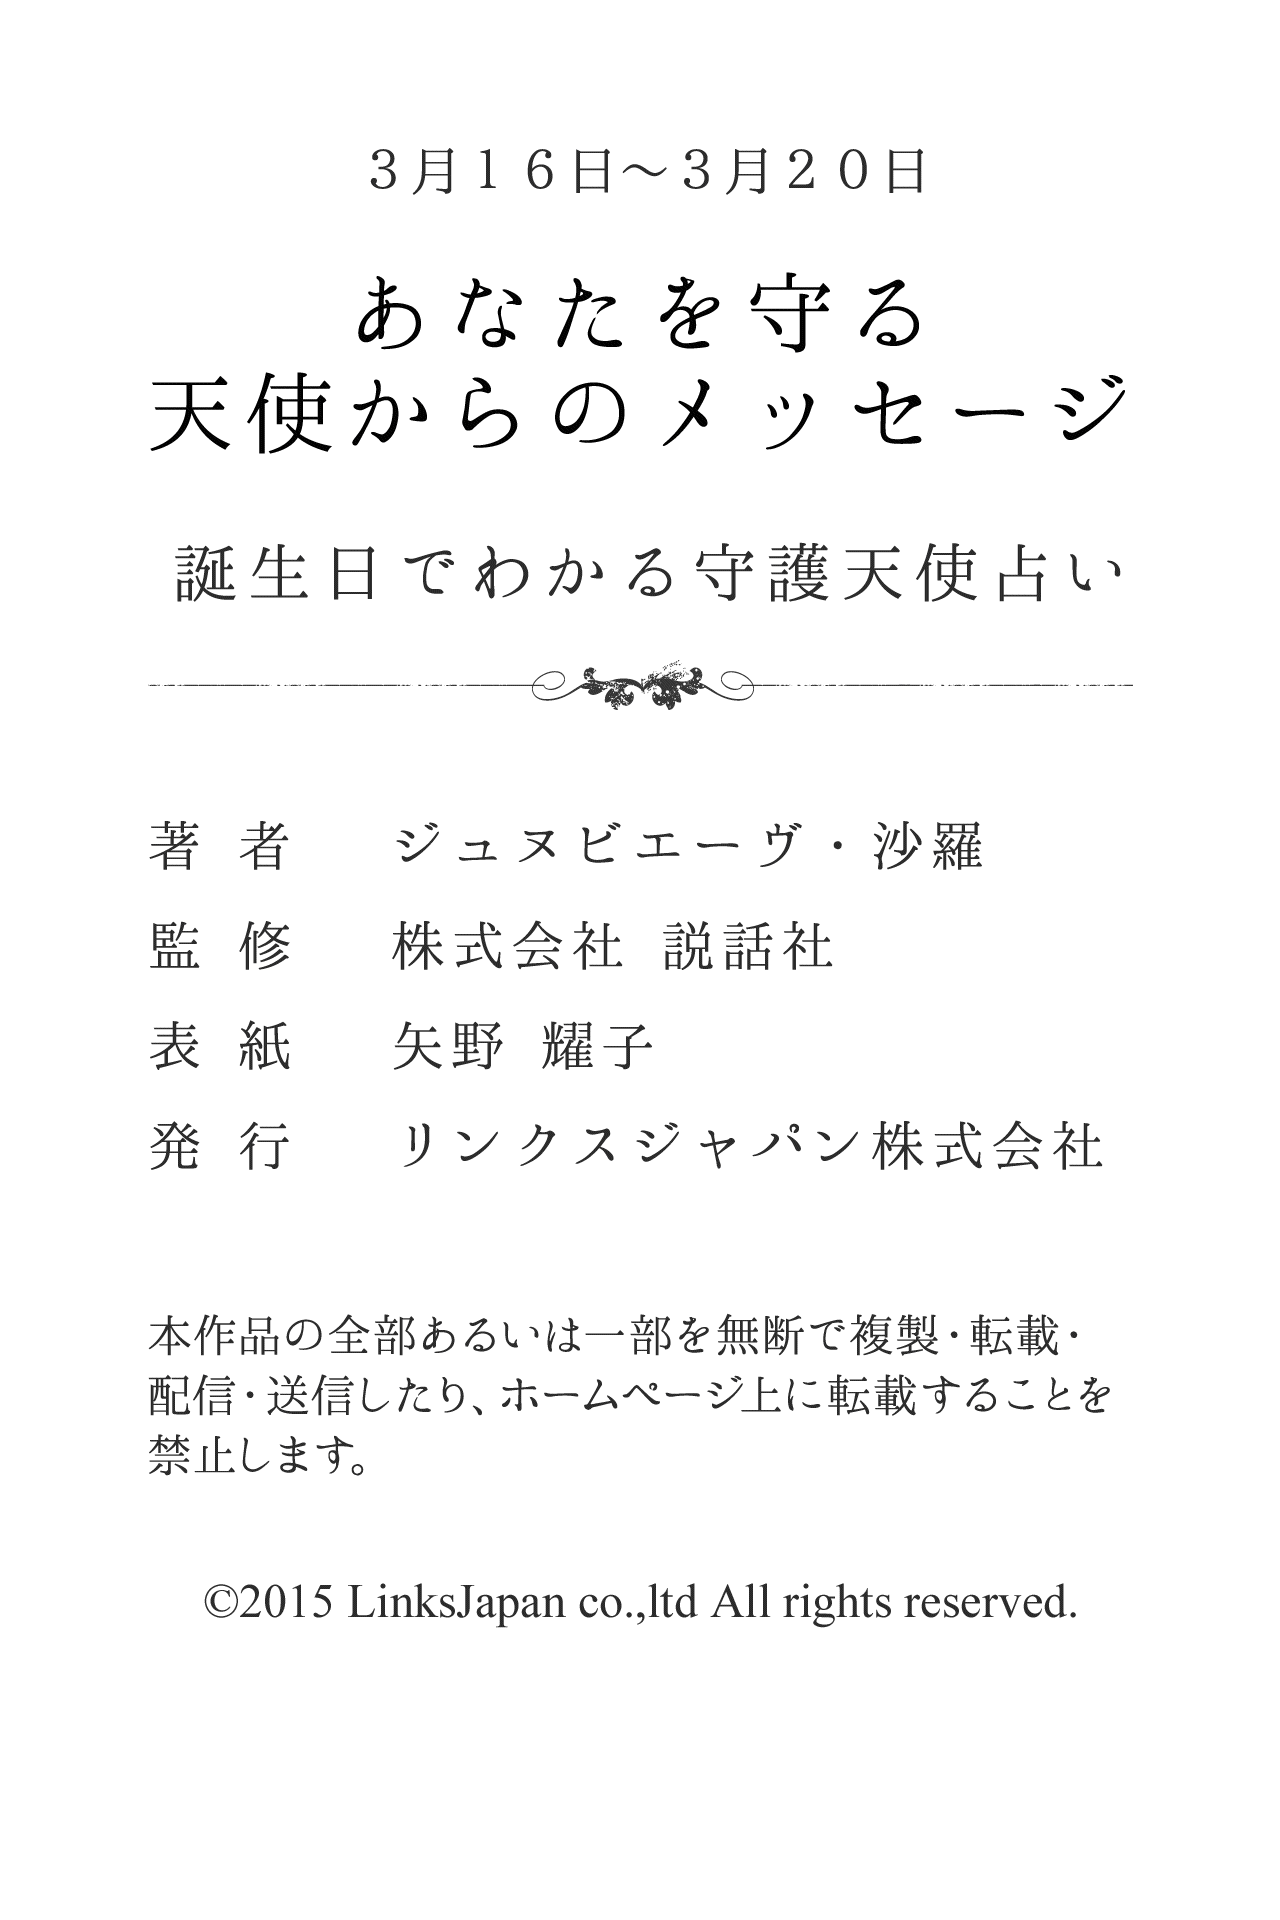 ３月１６日～３月２０日
あなたを守る
天使からのメッセージ
誕生日でわかる守護天使占い
著 者　ジュヌビエーヴ・沙羅
監 修　株式会社 説話社
表 紙　矢野 耀子
発 行　リンクスジャパン株式会社
本作品の全部あるいは一部を無断で複製・転載・
配信・送信したり、ホームページ上に転載することを
禁止します。
©2015 LinksJapan co.,ltd All rights reserved.